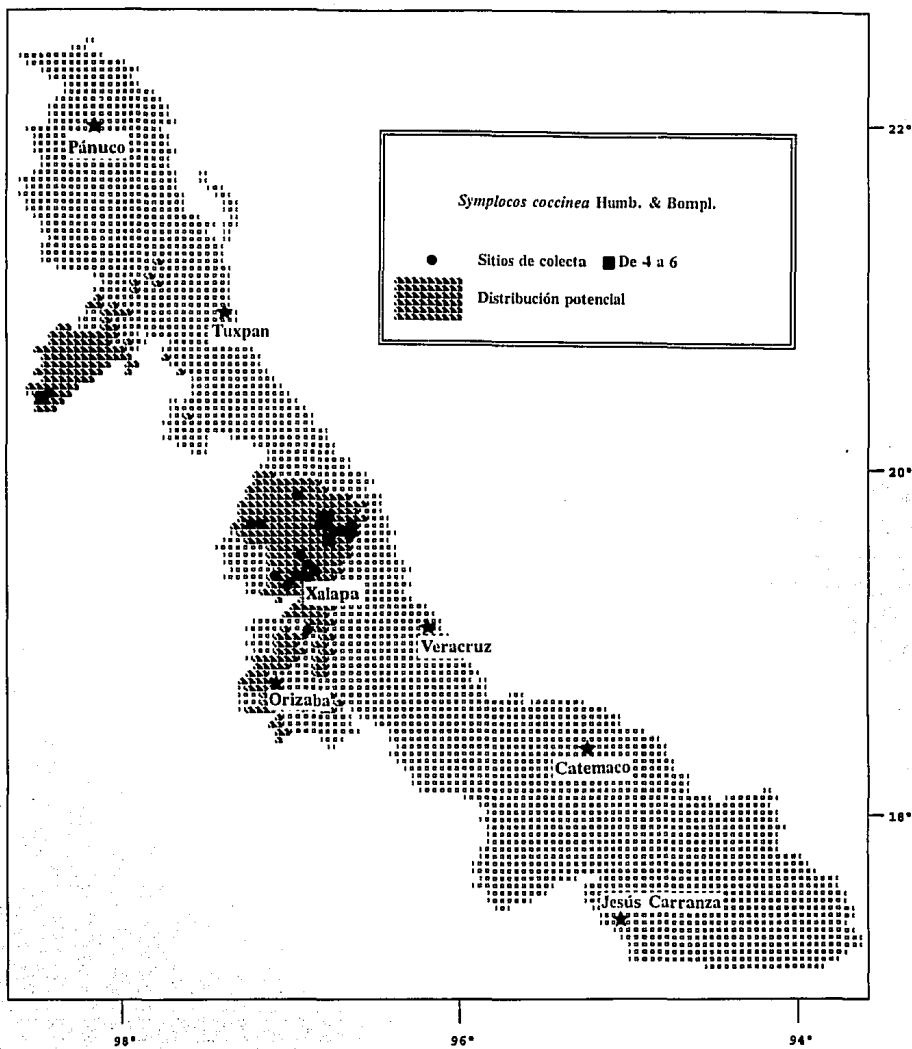 Pánuco
22°
Symplocos coccinea Humb. & Bompl.
Sitios de colecta De 4 a 6
Distribución potencial
Tuxpan
20°
Xalapa
Veracruz
Orizaba
Catemaco
18°
Jesús Carranza
98° 96° 94°